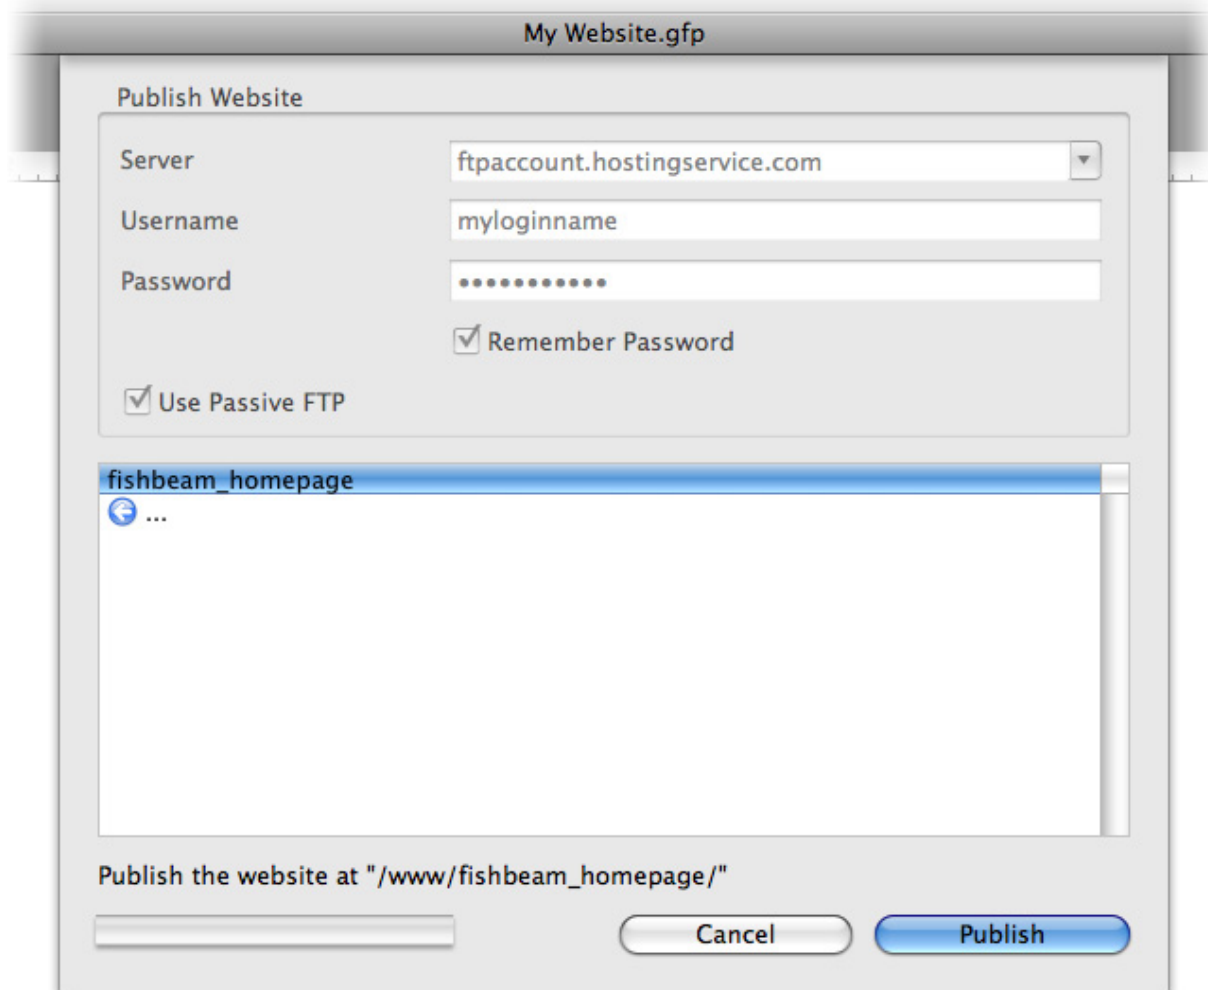 My Website.gfp
Publish Website
Server ftpaccount.hostingservice.com
Username myloginname
Password •••••••••••
Remember Password
Use Passive FTP
fishbeam_homepage
...
Publish the website at "/www/fishbeam_homepage/"
Cancel Publish